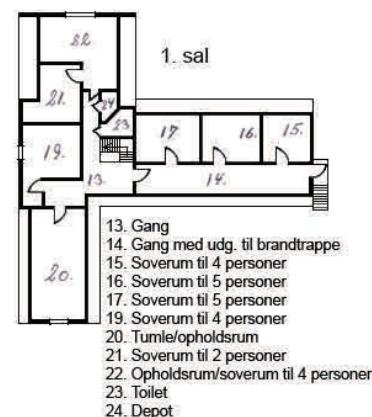 22.
1. sal
21.
24
23
19.
17.
16.
15.
13.
14.
20.
13. Gang
14. Gang med udg. til brandtrappe
15. Soverum til 4 personer
16. Soverum til 5 personer
17. Soverum til 5 personer
19. Soverum til 4 personer
20. Tumle/opholdsrum
21. Soverum til 2 personer
22. Opholdsrum/soverum til 4 personer
23. Toilet
24. Depot